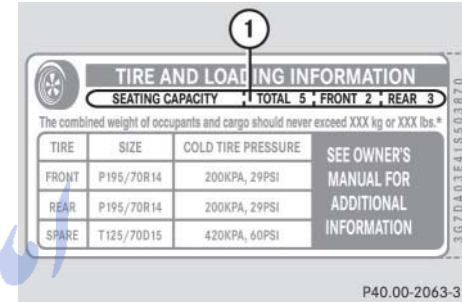 1
TIRE AND LOADING INFORMATION
SEATING CAPACITY TOTAL 5 FRONT 2 REAR 3
The combined weight of occupants and cargo should never exceed XXX kg or XXX lbs.*
TIRE SIZE COLD TIRE PRESSURE
FRONT P195/70R14 200KPA, 29PSI
REAR P195/70R14 200KPA, 29PSI
SPARE T125/70D15 420KPA, 60PSI
SEE OWNER'S
MANUAL FOR
ADDITIONAL
INFORMATION
3G7DA03E41S503870
P40.00-2063-3